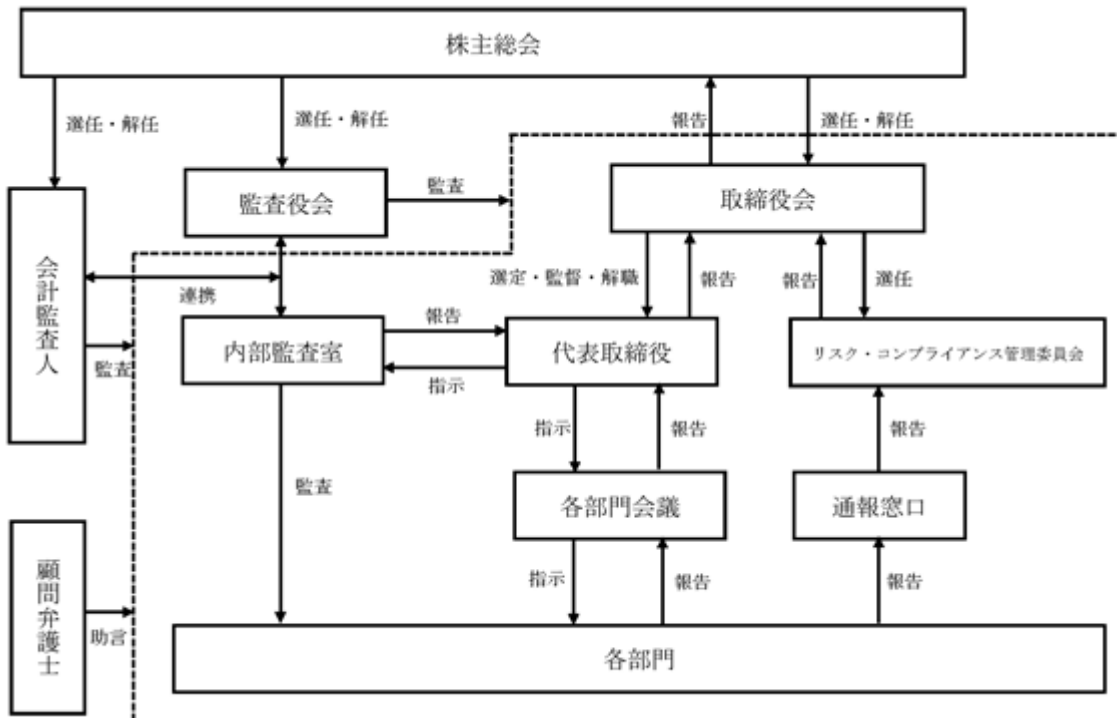 株主総会
選任・解任
選任・解任
報告
選任・解任
監査役会
監査
取締役会
会計監査人
連携
選定・監督・解職
報告
報告
選任
監査
内部監査室
報告
指示
代表取締役
リスク・コンプライアンス管理委員会
指示
報告
報告
監査
各部門会議
通報窓口
顧問弁護士
助言
指示
報告
報告
各部門